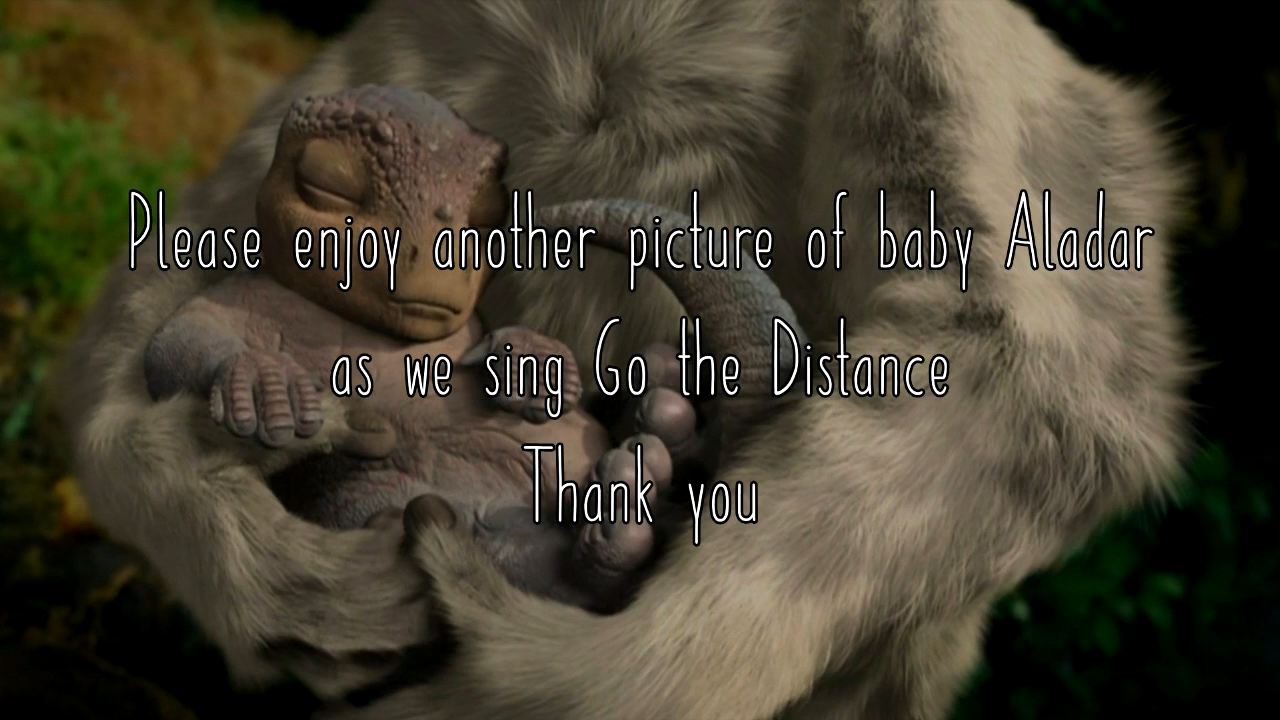 Please enjoy another picture of baby Aladar
as we sing Go the Distance
Thank you